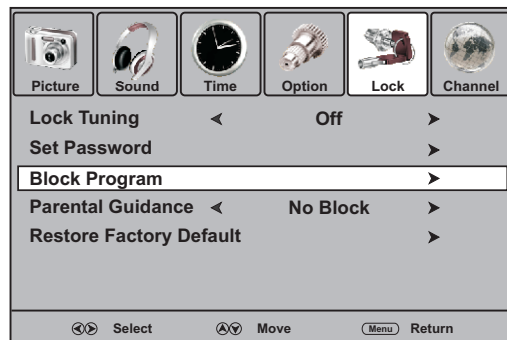 Picture Sound Time Option Lock Channel
Lock Tuning Off
Set Password
Block Program
Parental Guidance No Block
Restore Factory Default
Select Move Menu Return